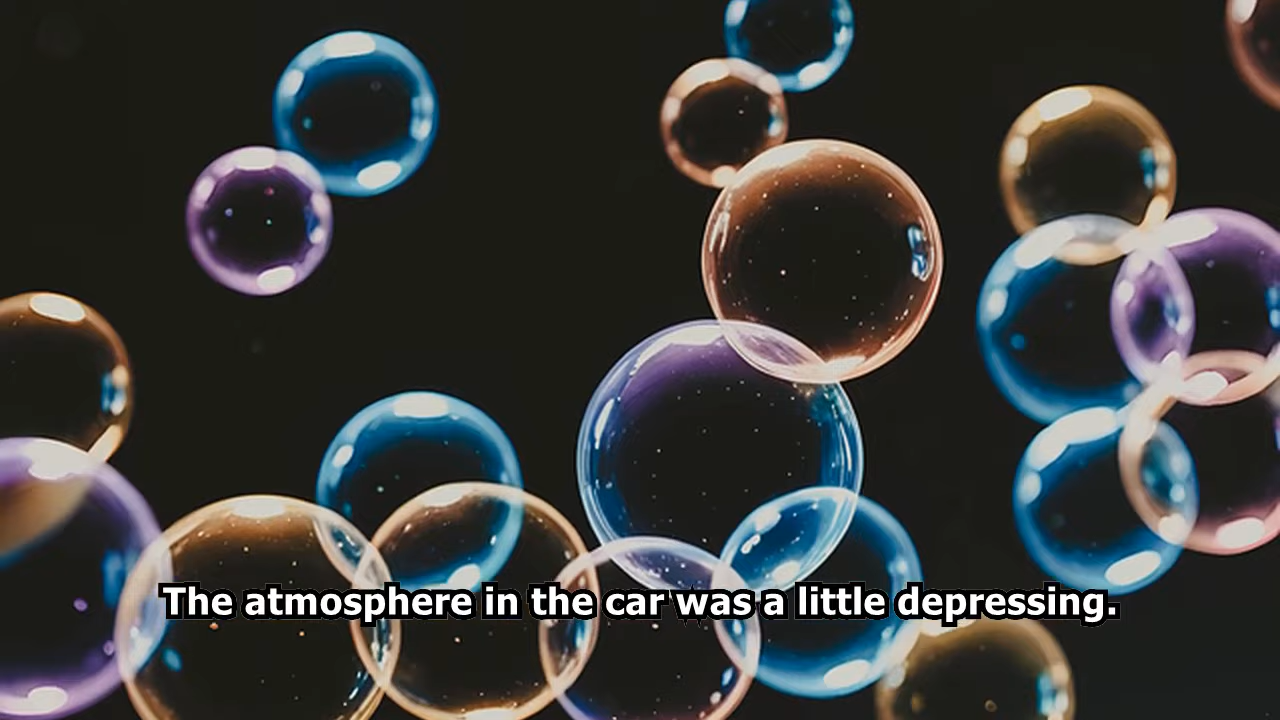 The atmosphere in the car was a little depressing.